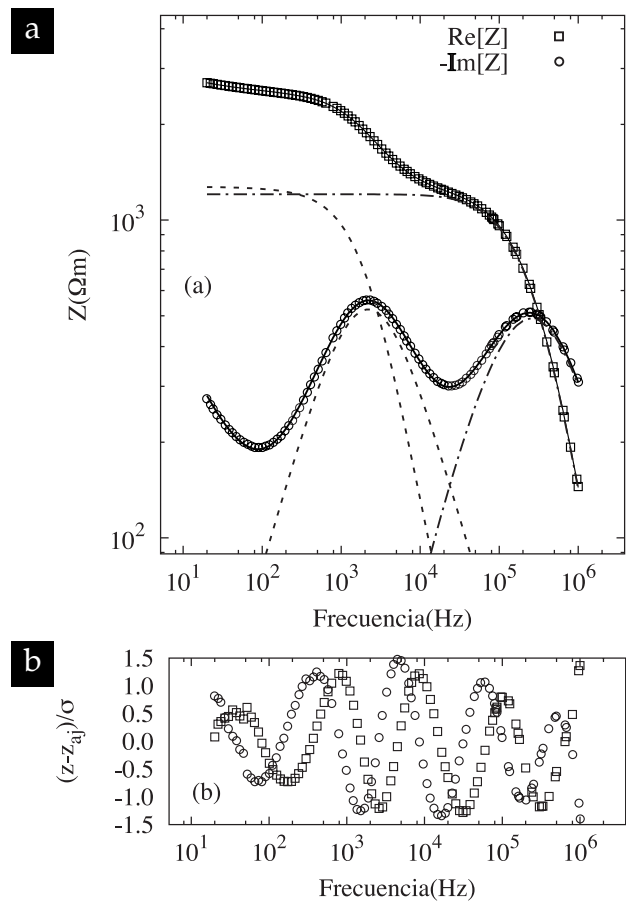 a
Re[Z]
-Im[Z]
10³
10²
Z(Ωm)
(a)
10¹ 10² 10³ 10⁴ 10⁵ 10⁶
Frecuencia(Hz)
b
1.5
1.0
0.5
0.0
-0.5
-1.0
-1.5
(z-zaj)/σ
(b)
10¹ 10² 10³ 10⁴ 10⁵ 10⁶
Frecuencia(Hz)